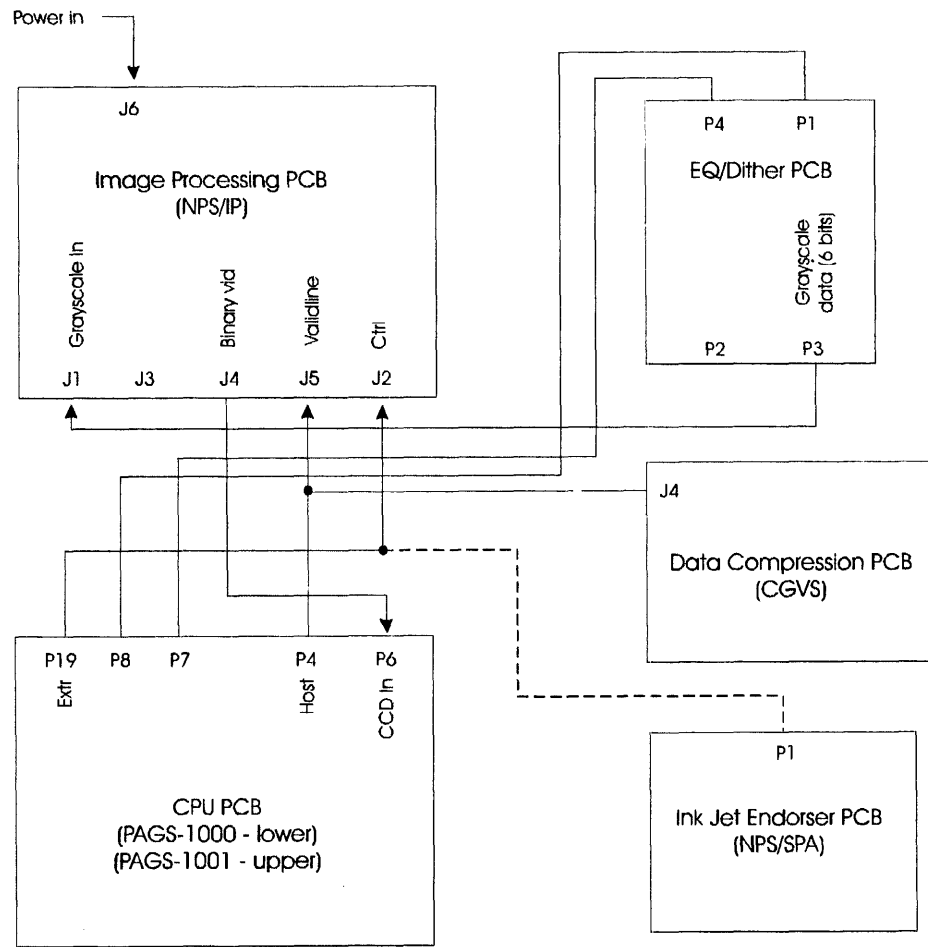 Power in
J6
Image Processing PCB
(NPS/IP)
Grayscale In
Binary vid
Validline
Ctrl
J1
J3
J4
J5
J2
P4
P1
EQ/Dither PCB
Grayscale
data (6 bits)
P2
P3
J4
Data Compression PCB
(CGVS)
P19
P8
P7
P4
P6
Extr
Host
CCD In
CPU PCB
(PAGS-1000 - lower)
(PAGS-1001 - upper)
P1
Ink Jet Endorser PCB
(NPS/SPA)